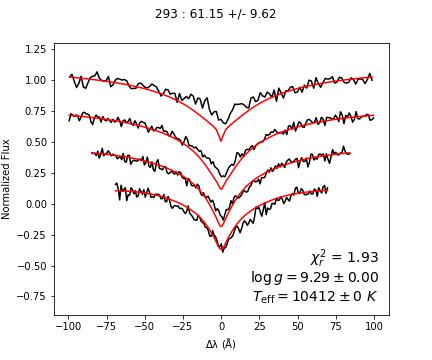 293 : 61.15 +/- 9.62
1.25
1.00
0.75
0.50
0.25
0.00
−0.25
−0.50
−0.75
Normalized Flux
χ²ᵣ = 1.93
log g = 9.29 ± 0.00
T_eff = 10412 ± 0 K
−100 −75 −50 −25 0 25 50 75 100
Δλ (Å)